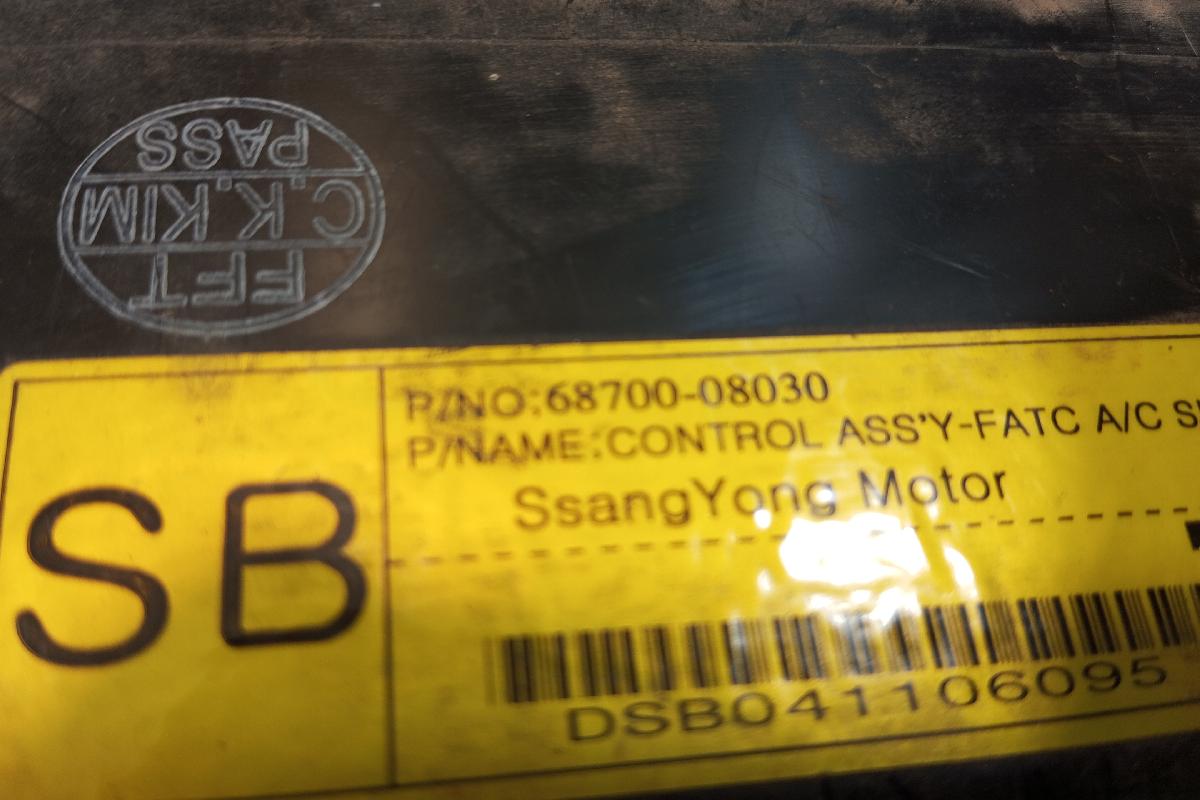 FFT
C.K.KIM
PASS
SB
P/NO:68700-08030
P/NAME:CONTROL ASS'Y-FATC A/C
SsangYong Motor
DSB041106095